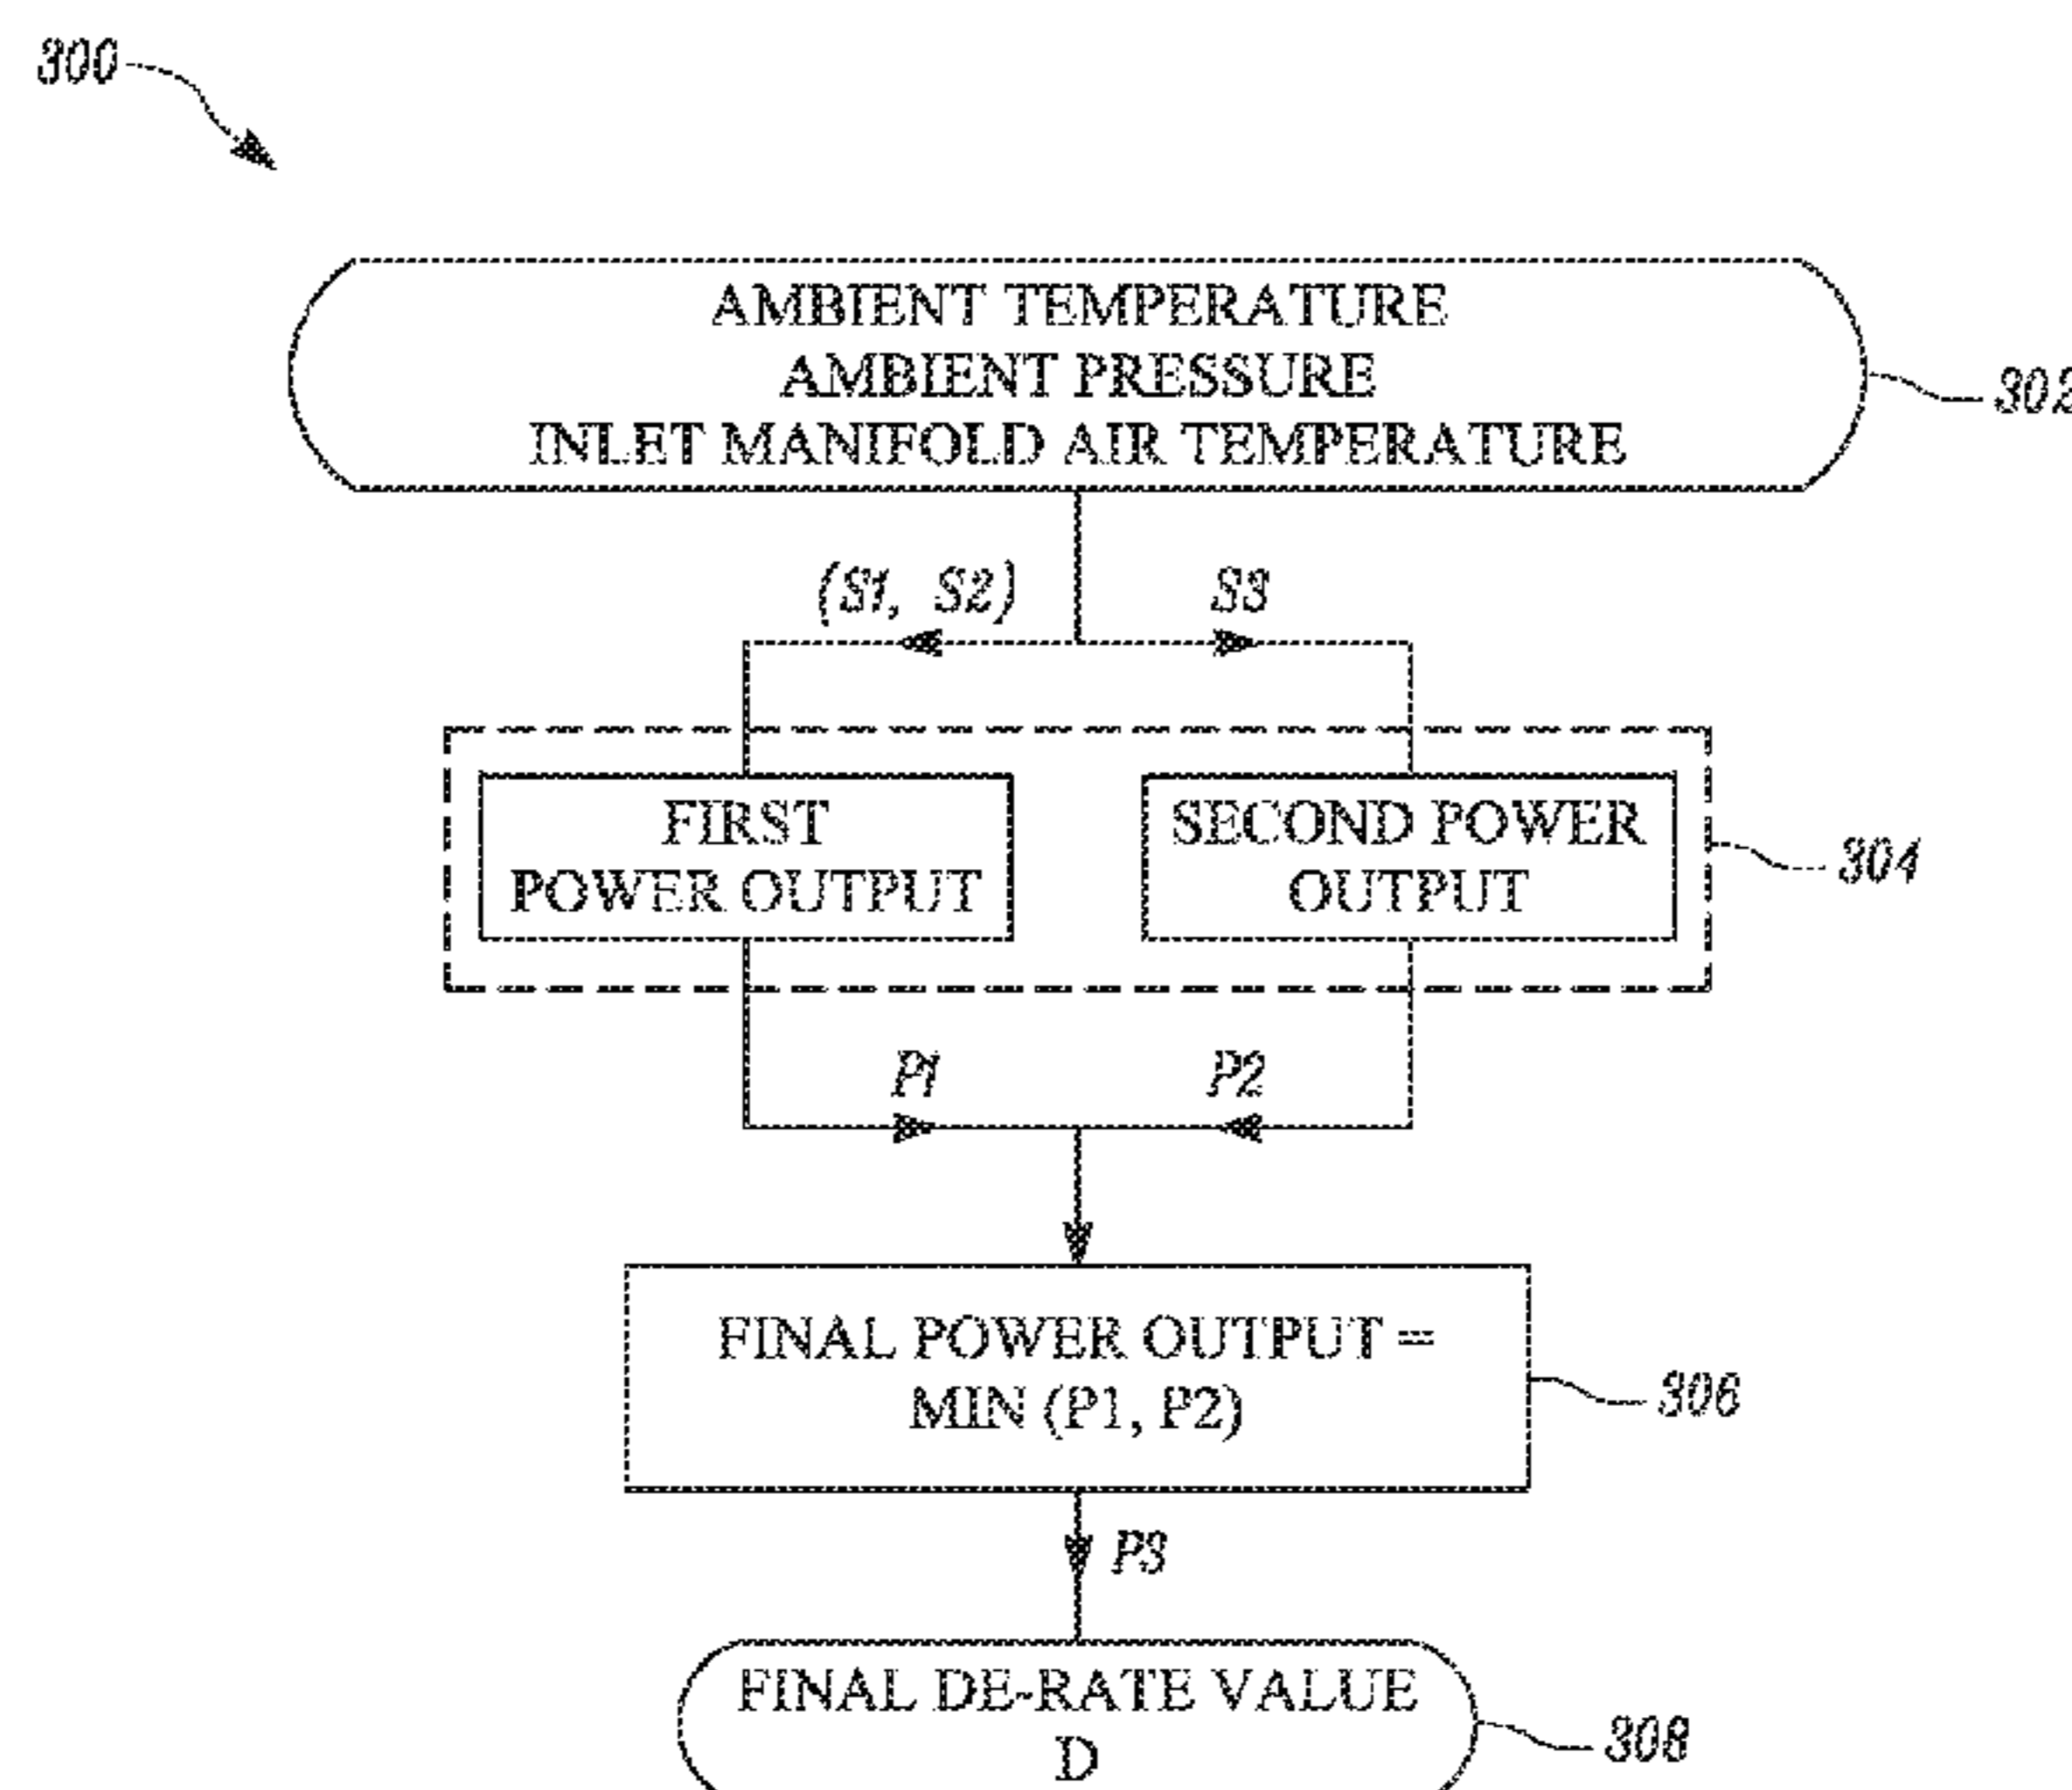 300
AMBIENT TEMPERATURE
AMBIENT PRESSURE
INLET MANIFOLD AIR TEMPERATURE
302
(S1, S2)
S3
FIRST
POWER OUTPUT
SECOND POWER
OUTPUT
304
P1
P2
FINAL POWER OUTPUT =
MIN (P1, P2)
306
P3
FINAL DE-RATE VALUE
D
308